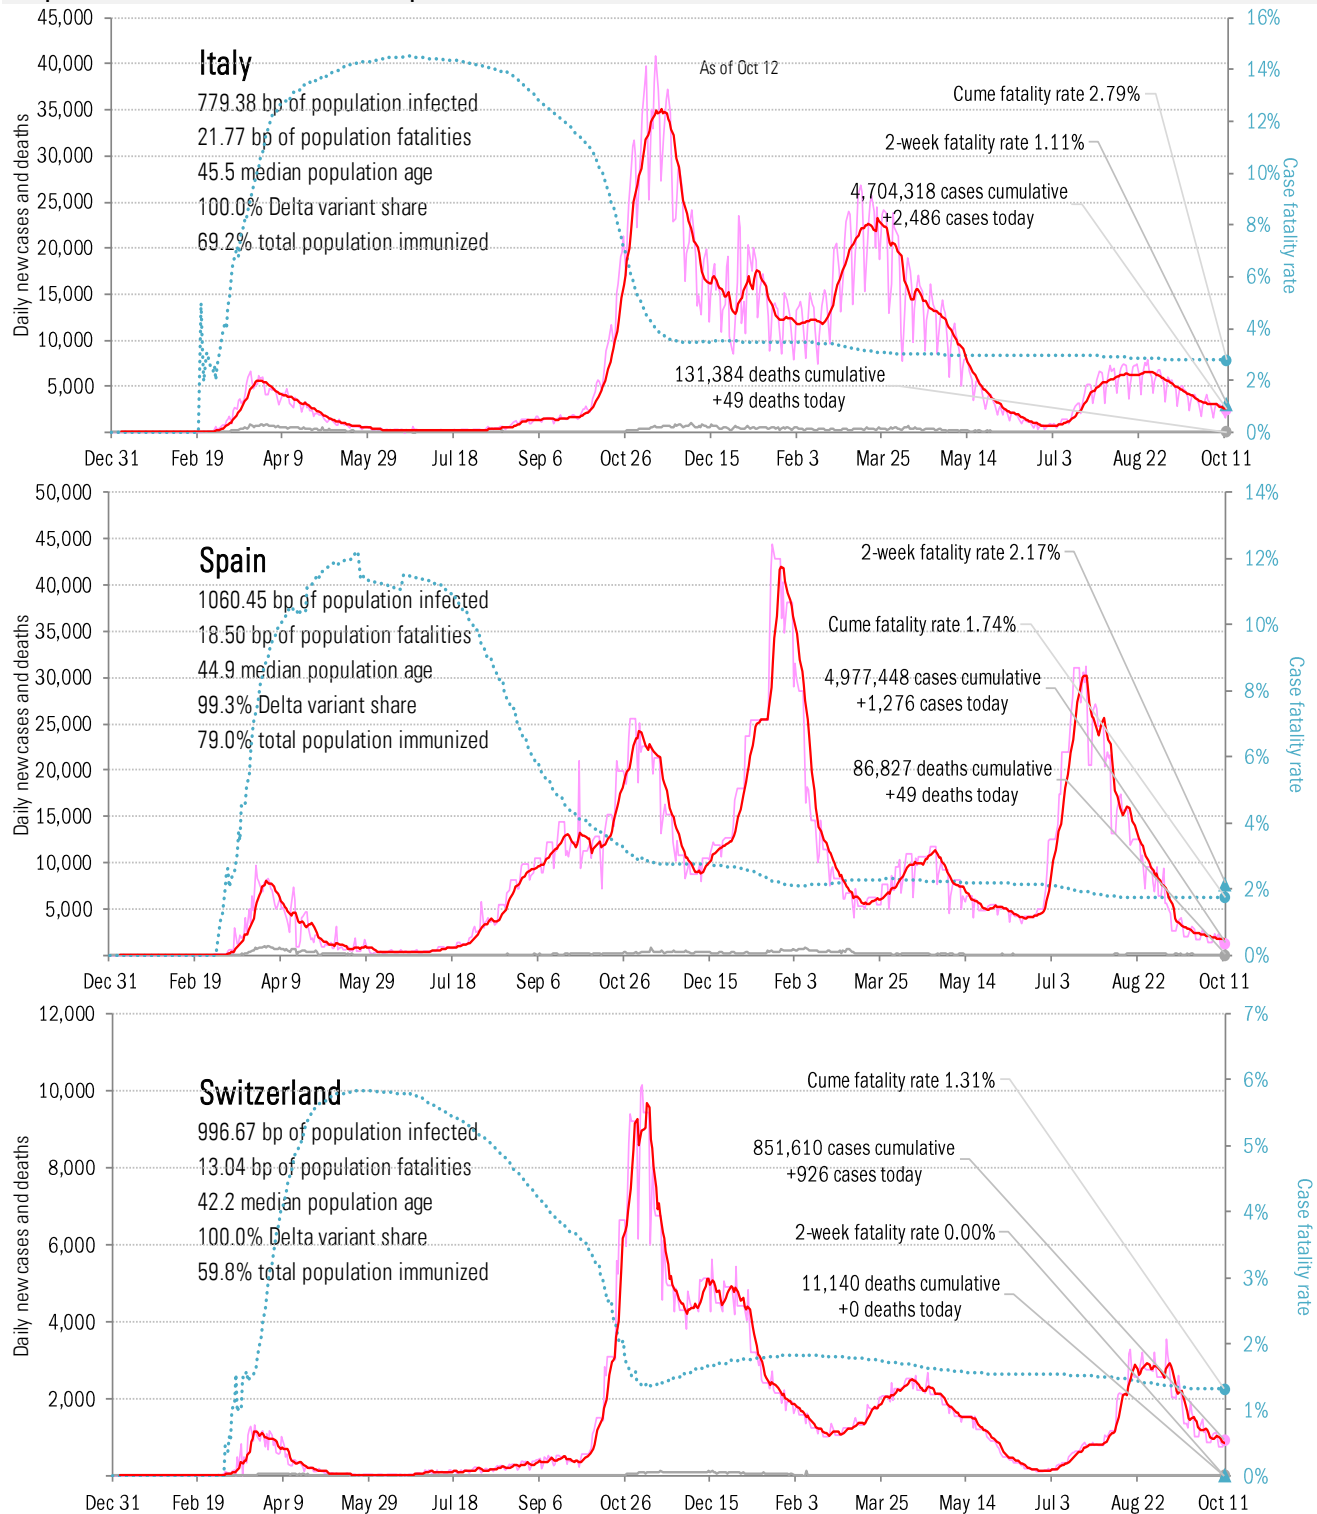 45,000
40,000
35,000
30,000
25,000
20,000
15,000
10,000
5,000
Daily new cases and deaths
16%
14%
12%
10%
8%
6%
4%
2%
0%
Case fatality rate
Italy
779.38 bp of population infected
21.77 bp of population fatalities
45.5 median population age
100.0% Delta variant share
69.2% total population immunized
As of Oct 12
Cume fatality rate 2.79%
2-week fatality rate 1.11%
4,704,318 cases cumulative
+2,486 cases today
131,384 deaths cumulative
+49 deaths today
Dec 31 Feb 19 Apr 9 May 29 Jul 18 Sep 6 Oct 26 Dec 15 Feb 3 Mar 25 May 14 Jul 3 Aug 22 Oct 11
50,000
45,000
40,000
35,000
30,000
25,000
20,000
15,000
10,000
5,000
Daily new cases and deaths
14%
12%
10%
8%
6%
4%
2%
0%
Case fatality rate
Spain
1060.45 bp of population infected
18.50 bp of population fatalities
44.9 median population age
99.3% Delta variant share
79.0% total population immunized
2-week fatality rate 2.17%
Cume fatality rate 1.74%
4,977,448 cases cumulative
+1,276 cases today
86,827 deaths cumulative
+49 deaths today
Dec 31 Feb 19 Apr 9 May 29 Jul 18 Sep 6 Oct 26 Dec 15 Feb 3 Mar 25 May 14 Jul 3 Aug 22 Oct 11
12,000
10,000
8,000
6,000
4,000
2,000
Daily new cases and deaths
7%
6%
5%
4%
3%
2%
1%
0%
Case fatality rate
Switzerland
996.67 bp of population infected
13.04 bp of population fatalities
42.2 median population age
100.0% Delta variant share
59.8% total population immunized
Cume fatality rate 1.31%
851,610 cases cumulative
+926 cases today
2-week fatality rate 0.00%
11,140 deaths cumulative
+0 deaths today
Dec 31 Feb 19 Apr 9 May 29 Jul 18 Sep 6 Oct 26 Dec 15 Feb 3 Mar 25 May 14 Jul 3 Aug 22 Oct 11